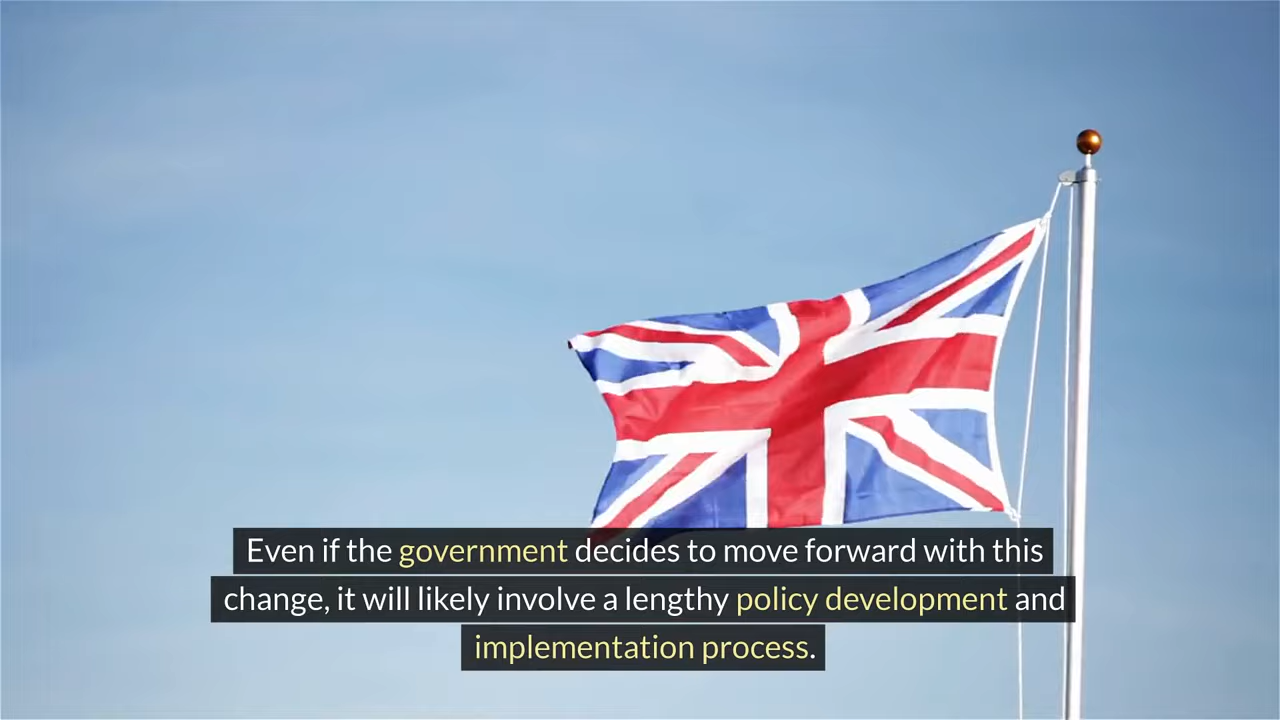 Even if the government decides to move forward with this
change, it will likely involve a lengthy policy development and
implementation process.